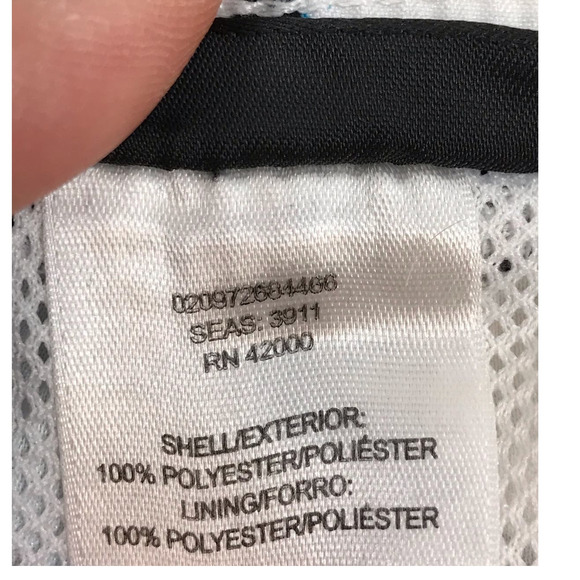 020972684466
SEAS: 3911
RN 42000
SHELL/EXTERIOR:
100% POLYESTER/POLIÉSTER
LINING/FORRO:
100% POLYESTER/POLIÉSTER